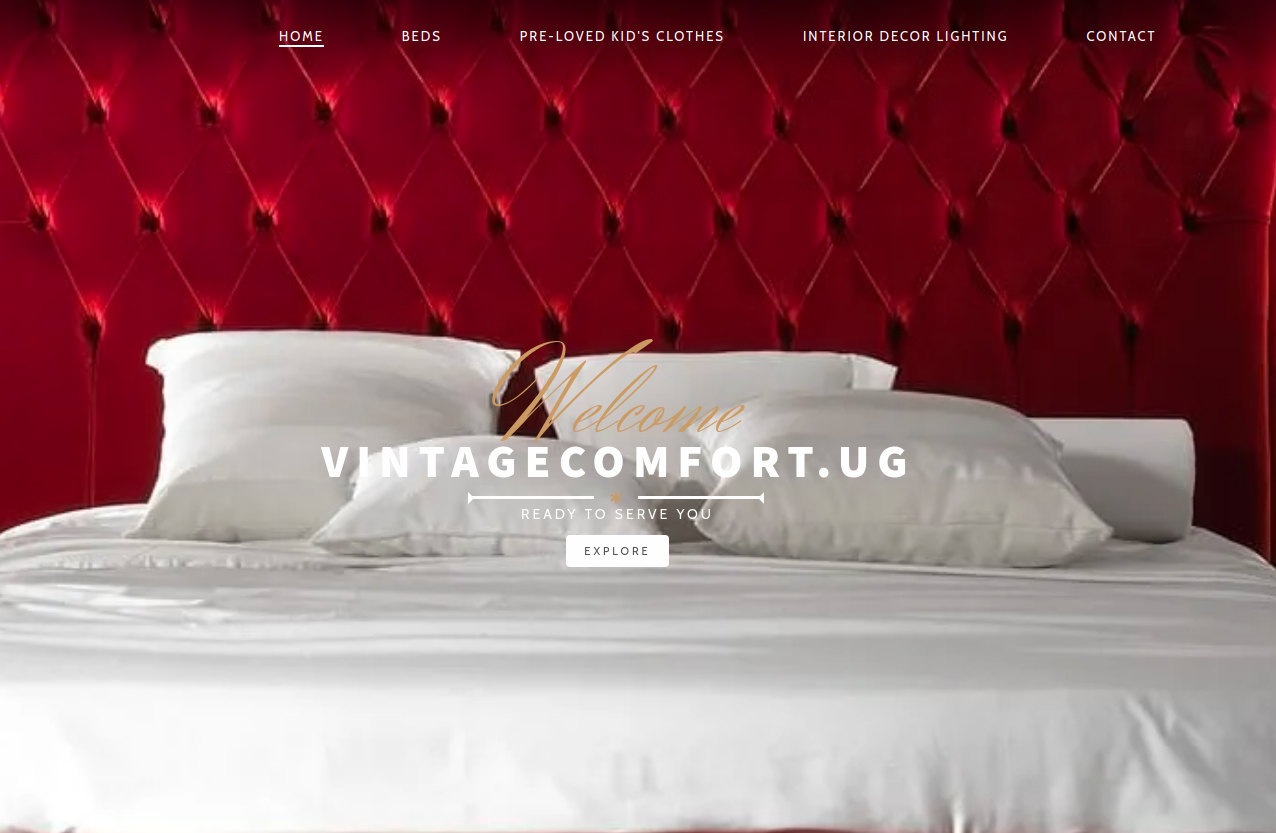 HOME BEDS PRE-LOVED KID'S CLOTHES INTERIOR DECOR LIGHTING CONTACT
Welcome
VINTAGECOMFORT.UG
READY TO SERVE YOU
EXPLORE